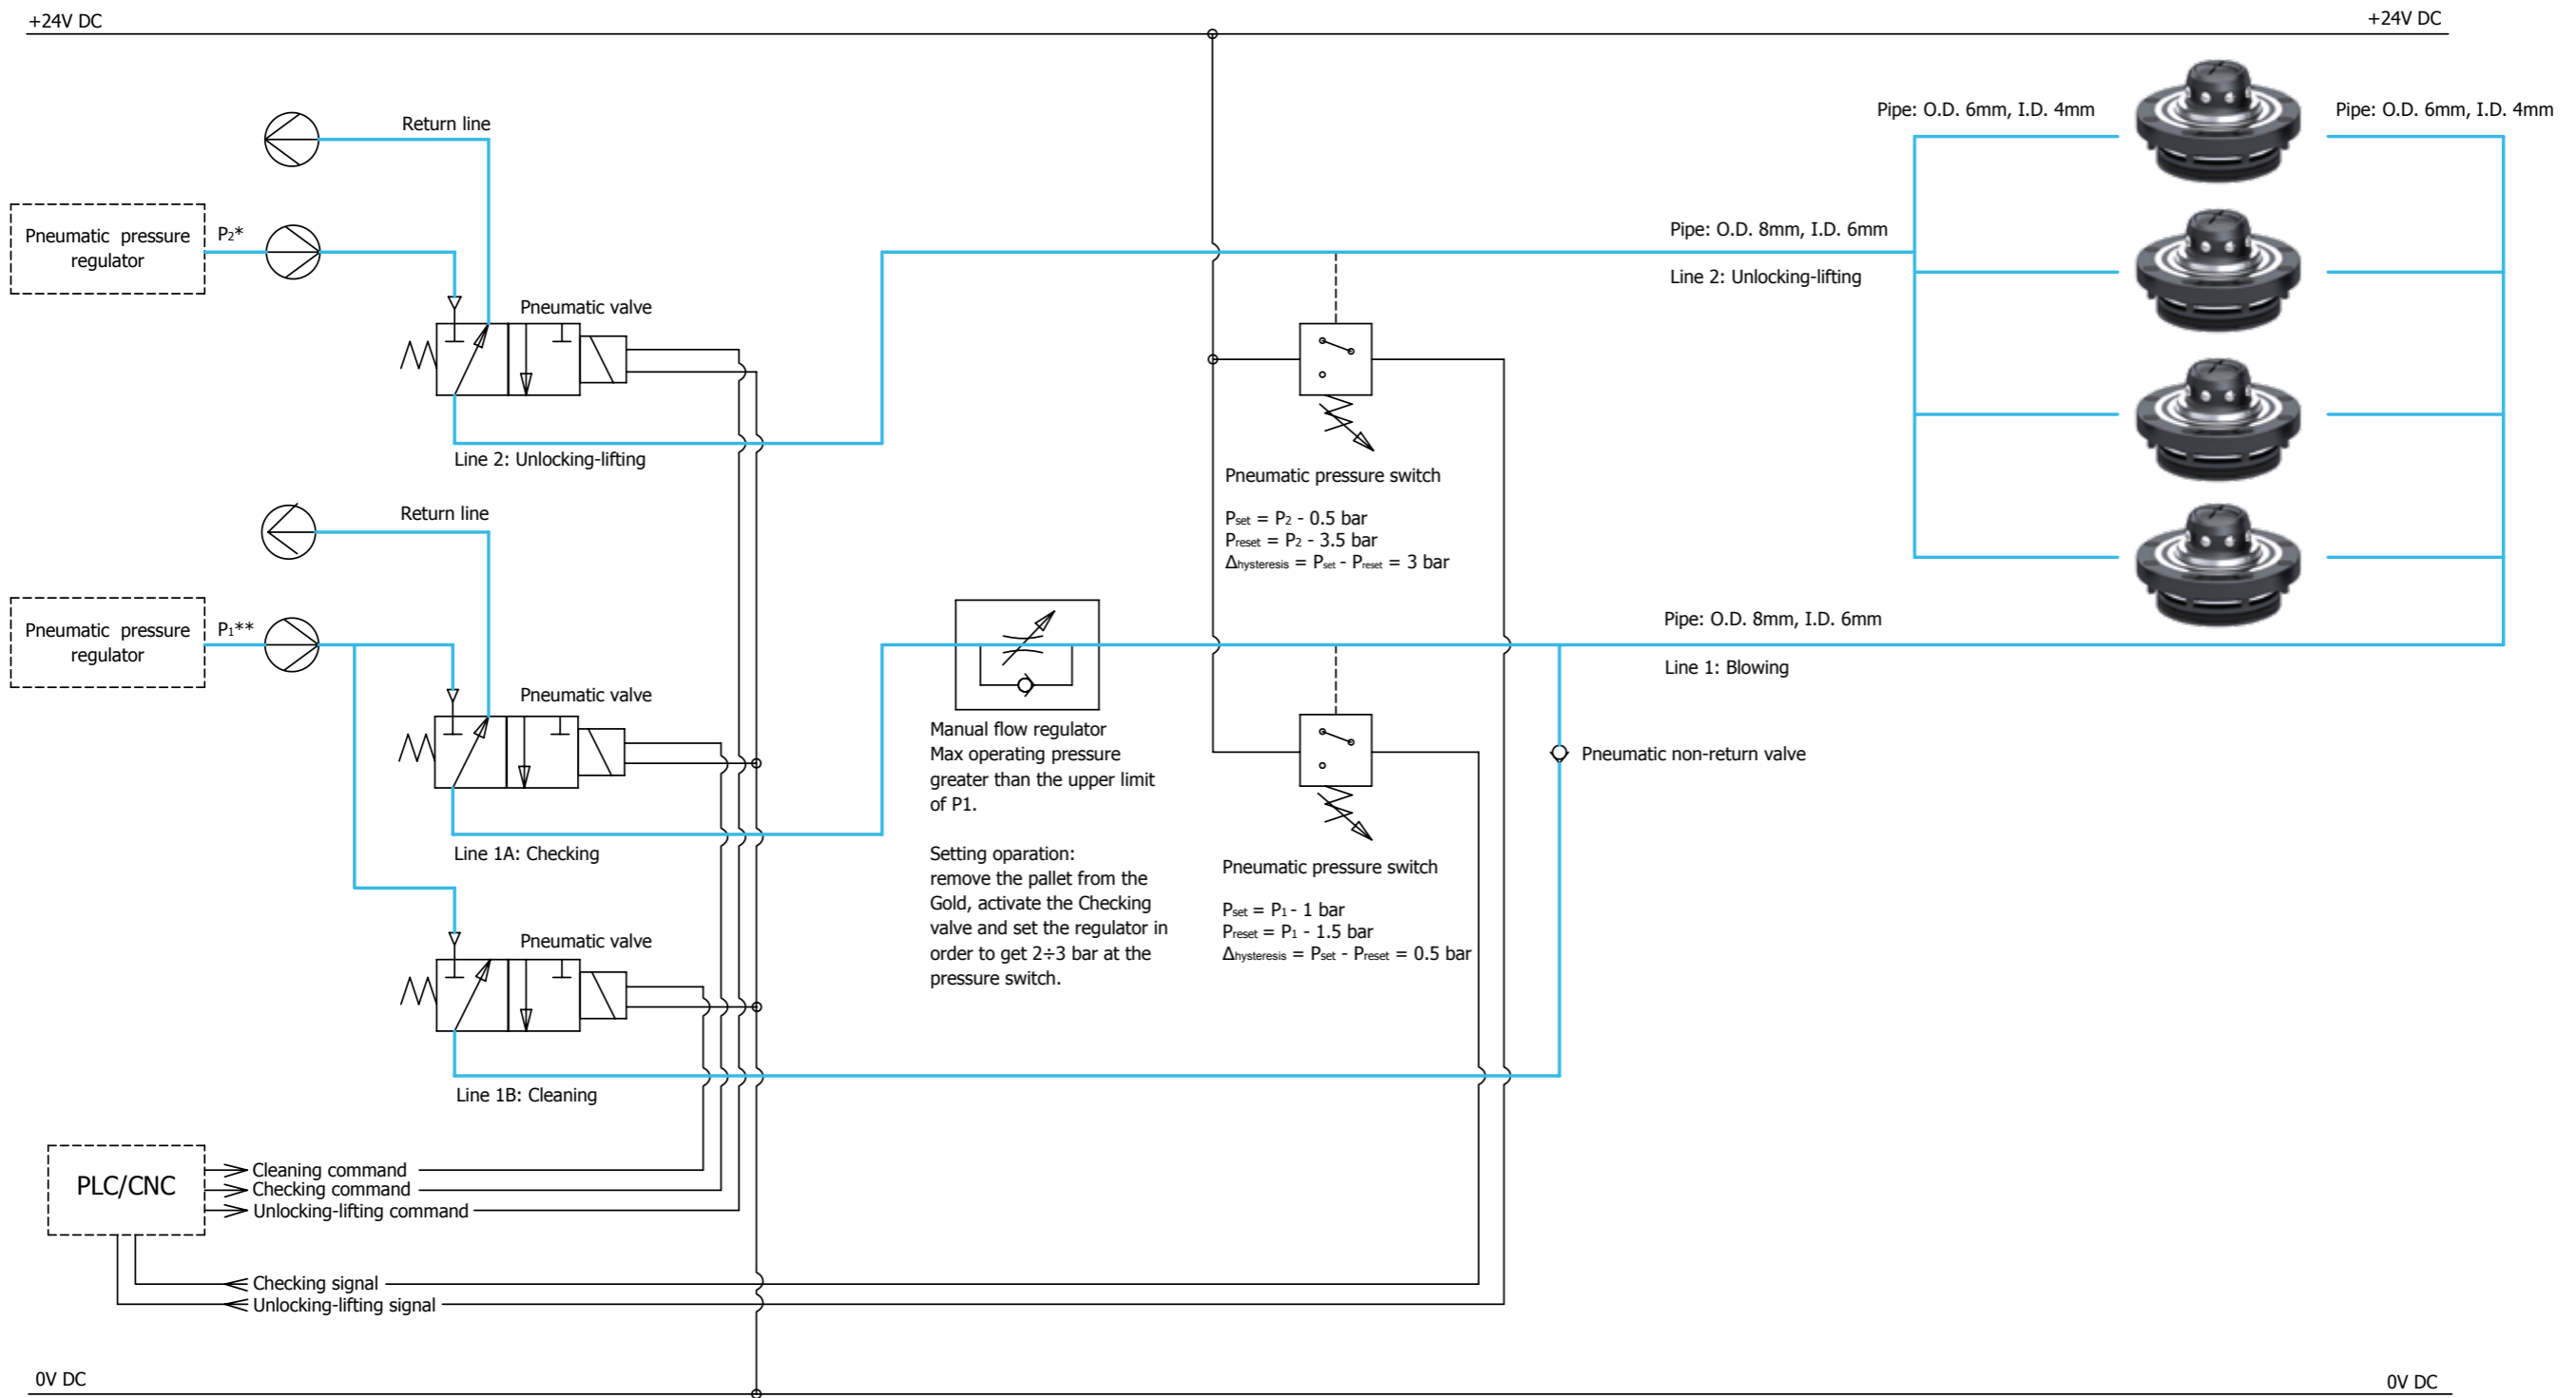 +24V DC
+24V DC
Return line
Pipe: O.D. 6mm, I.D. 4mm
Pipe: O.D. 6mm, I.D. 4mm
Pneumatic pressure
regulator
P2*
Pipe: O.D. 8mm, I.D. 6mm
Line 2: Unlocking-lifting
Pneumatic valve
Line 2: Unlocking-lifting
Pneumatic pressure switch
Pset = P2 - 0.5 bar
Preset = P2 - 3.5 bar
Δhysteresis = Pset - Preset = 3 bar
Return line
Pneumatic pressure
regulator
P1**
Pipe: O.D. 8mm, I.D. 6mm
Line 1: Blowing
Pneumatic valve
Manual flow regulator
Max operating pressure
greater than the upper limit
of P1.
Setting oparation:
remove the pallet from the
Gold, activate the Checking
valve and set the regulator in
order to get 2÷3 bar at the
pressure switch.
Pneumatic non-return valve
Line 1A: Checking
Pneumatic pressure switch
Pset = P1 - 1 bar
Preset = P1 - 1.5 bar
Δhysteresis = Pset - Preset = 0.5 bar
Pneumatic valve
Line 1B: Cleaning
PLC/CNC
Cleaning command
Checking command
Unlocking-lifting command
Checking signal
Unlocking-lifting signal
0V DC
0V DC